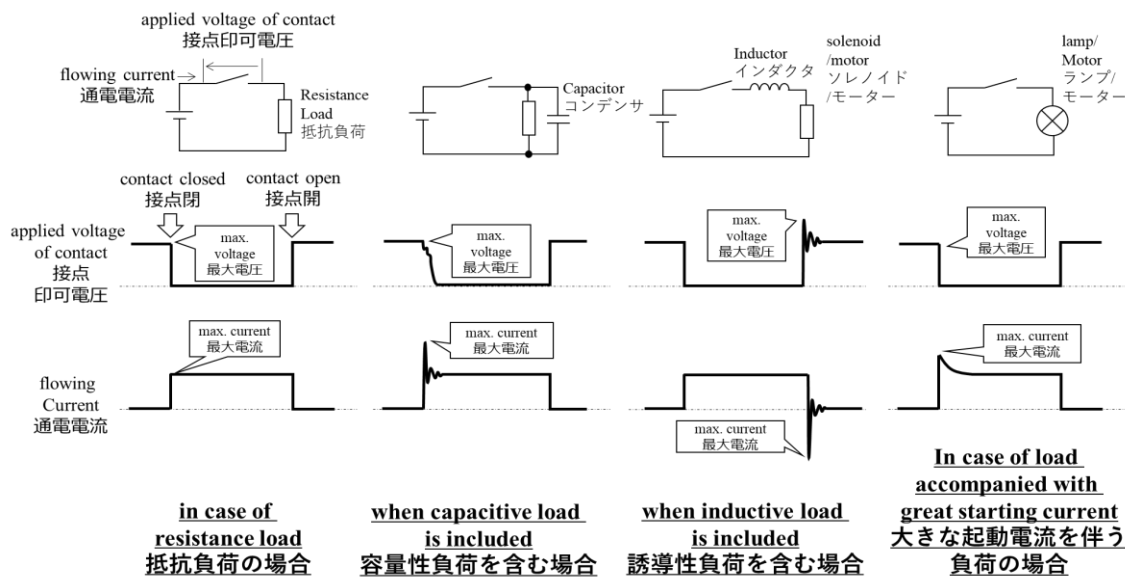 applied voltage of contact
接点印可電圧
flowing current
通電電流
Resistance
Load
抵抗負荷
Capacitor
コンデンサ
Inductor
インダクタ
solenoid
/motor
ソレノイド
/モーター
lamp/
Motor
ランプ/
モーター
contact closed
接点閉
contact open
接点開
applied voltage
of contact
接点
印可電圧
max.
voltage
最大電圧
max.
voltage
最大電圧
max.
voltage
最大電圧
max.
voltage
最大電圧
flowing
Current
通電電流
max. current
最大電流
max. current
最大電流
max. current
最大電流
max. current
最大電流
in case of
resistance load
抵抗負荷の場合
when capacitive load
is included
容量性負荷を含む場合
when inductive load
is included
誘導性負荷を含む場合
In case of load
accompanied with
great starting current
大きな起動電流を伴う
負荷の場合